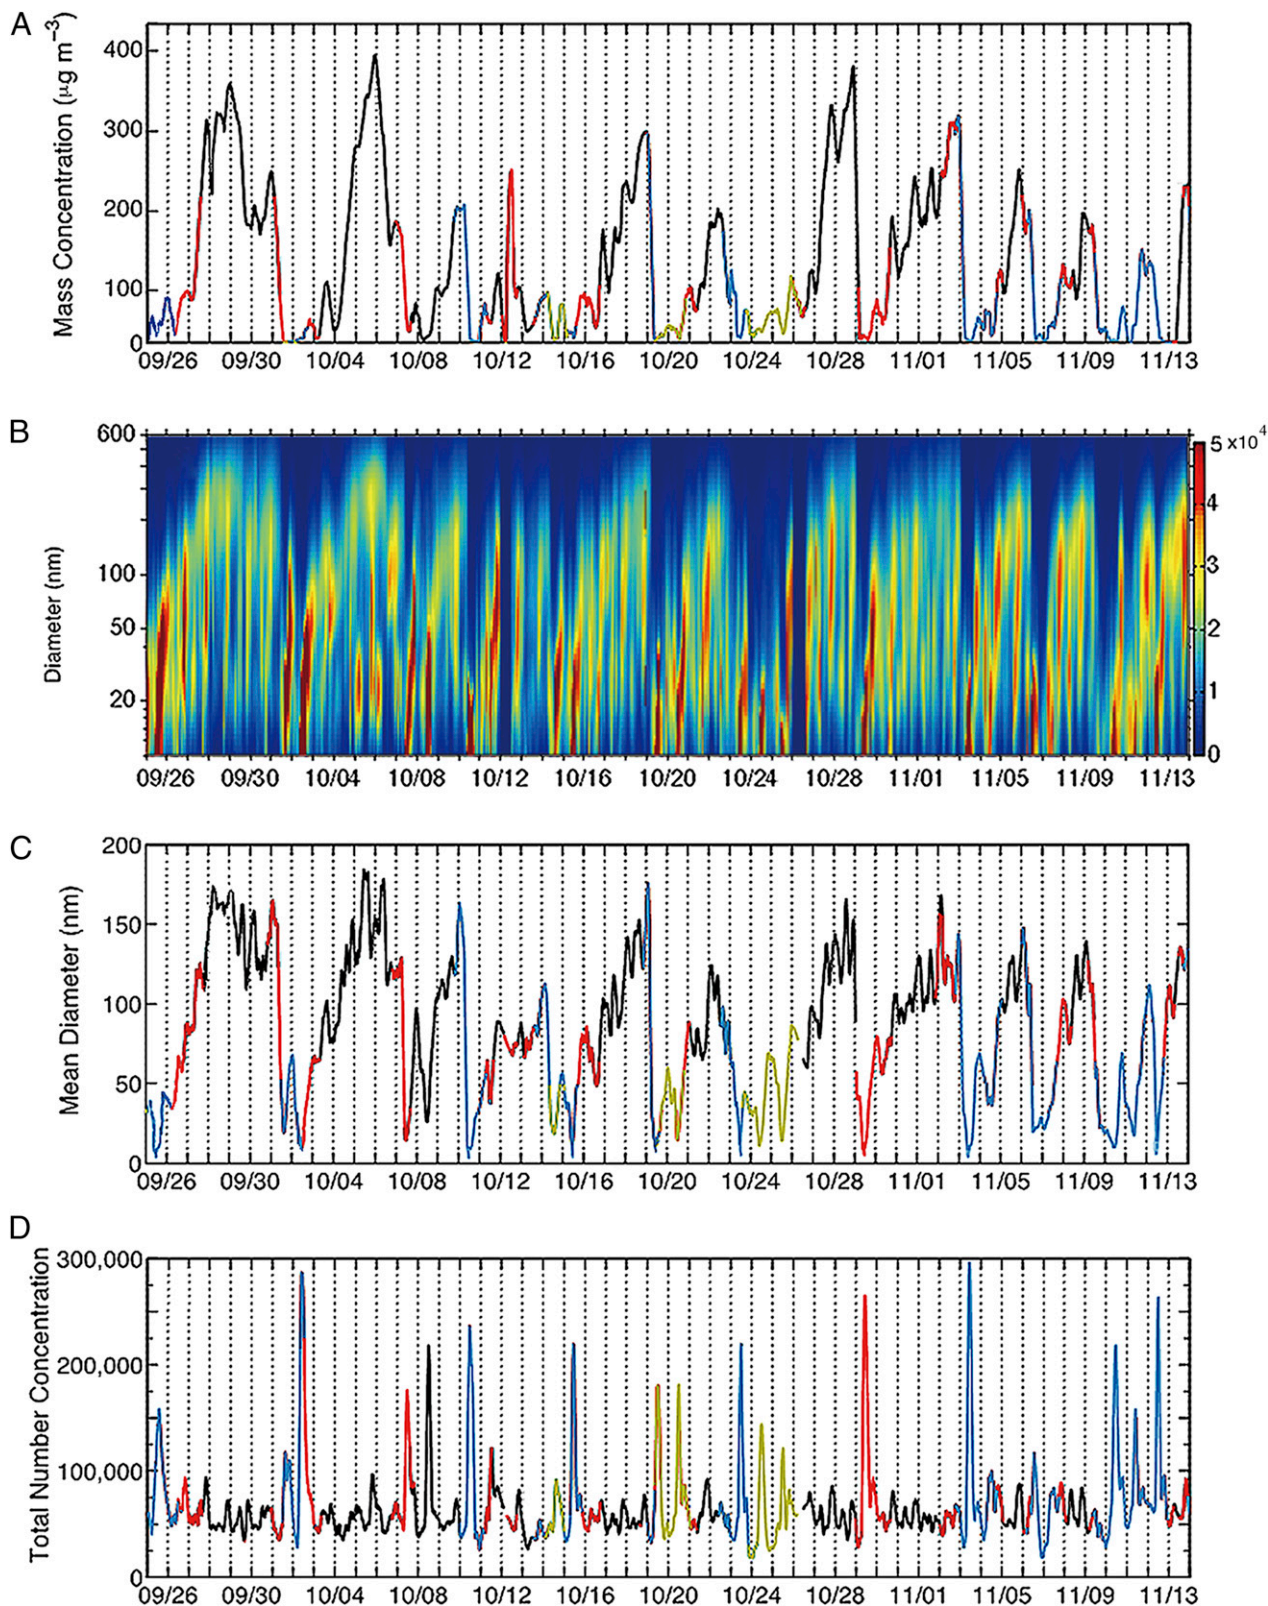 A
Mass Concentration (μg m⁻³)
400
300
200
100
0
09/26 09/30 10/04 10/08 10/12 10/16 10/20 10/24 10/28 11/01 11/05 11/09 11/13
B
Diameter (nm)
600
100
50
20
5 x10⁴
4
3
2
1
0
09/26 09/30 10/04 10/08 10/12 10/16 10/20 10/24 10/28 11/01 11/05 11/09 11/13
C
Mean Diameter (nm)
200
150
100
50
0
09/26 09/30 10/04 10/08 10/12 10/16 10/20 10/24 10/28 11/01 11/05 11/09 11/13
D
Total Number Concentration
300,000
200,000
100,000
0
09/26 09/30 10/04 10/08 10/12 10/16 10/20 10/24 10/28 11/01 11/05 11/09 11/13